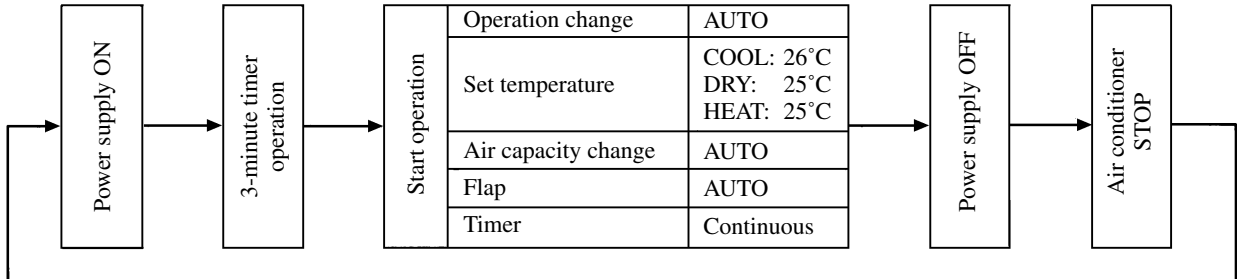 Power supply ON
3-minute timer
operation
Start operation
Operation change AUTO
Set temperature
COOL: 26˚C
DRY: 25˚C
HEAT: 25˚C
Air capacity change AUTO
Flap AUTO
Timer Continuous
Power supply OFF
Air conditioner
STOP